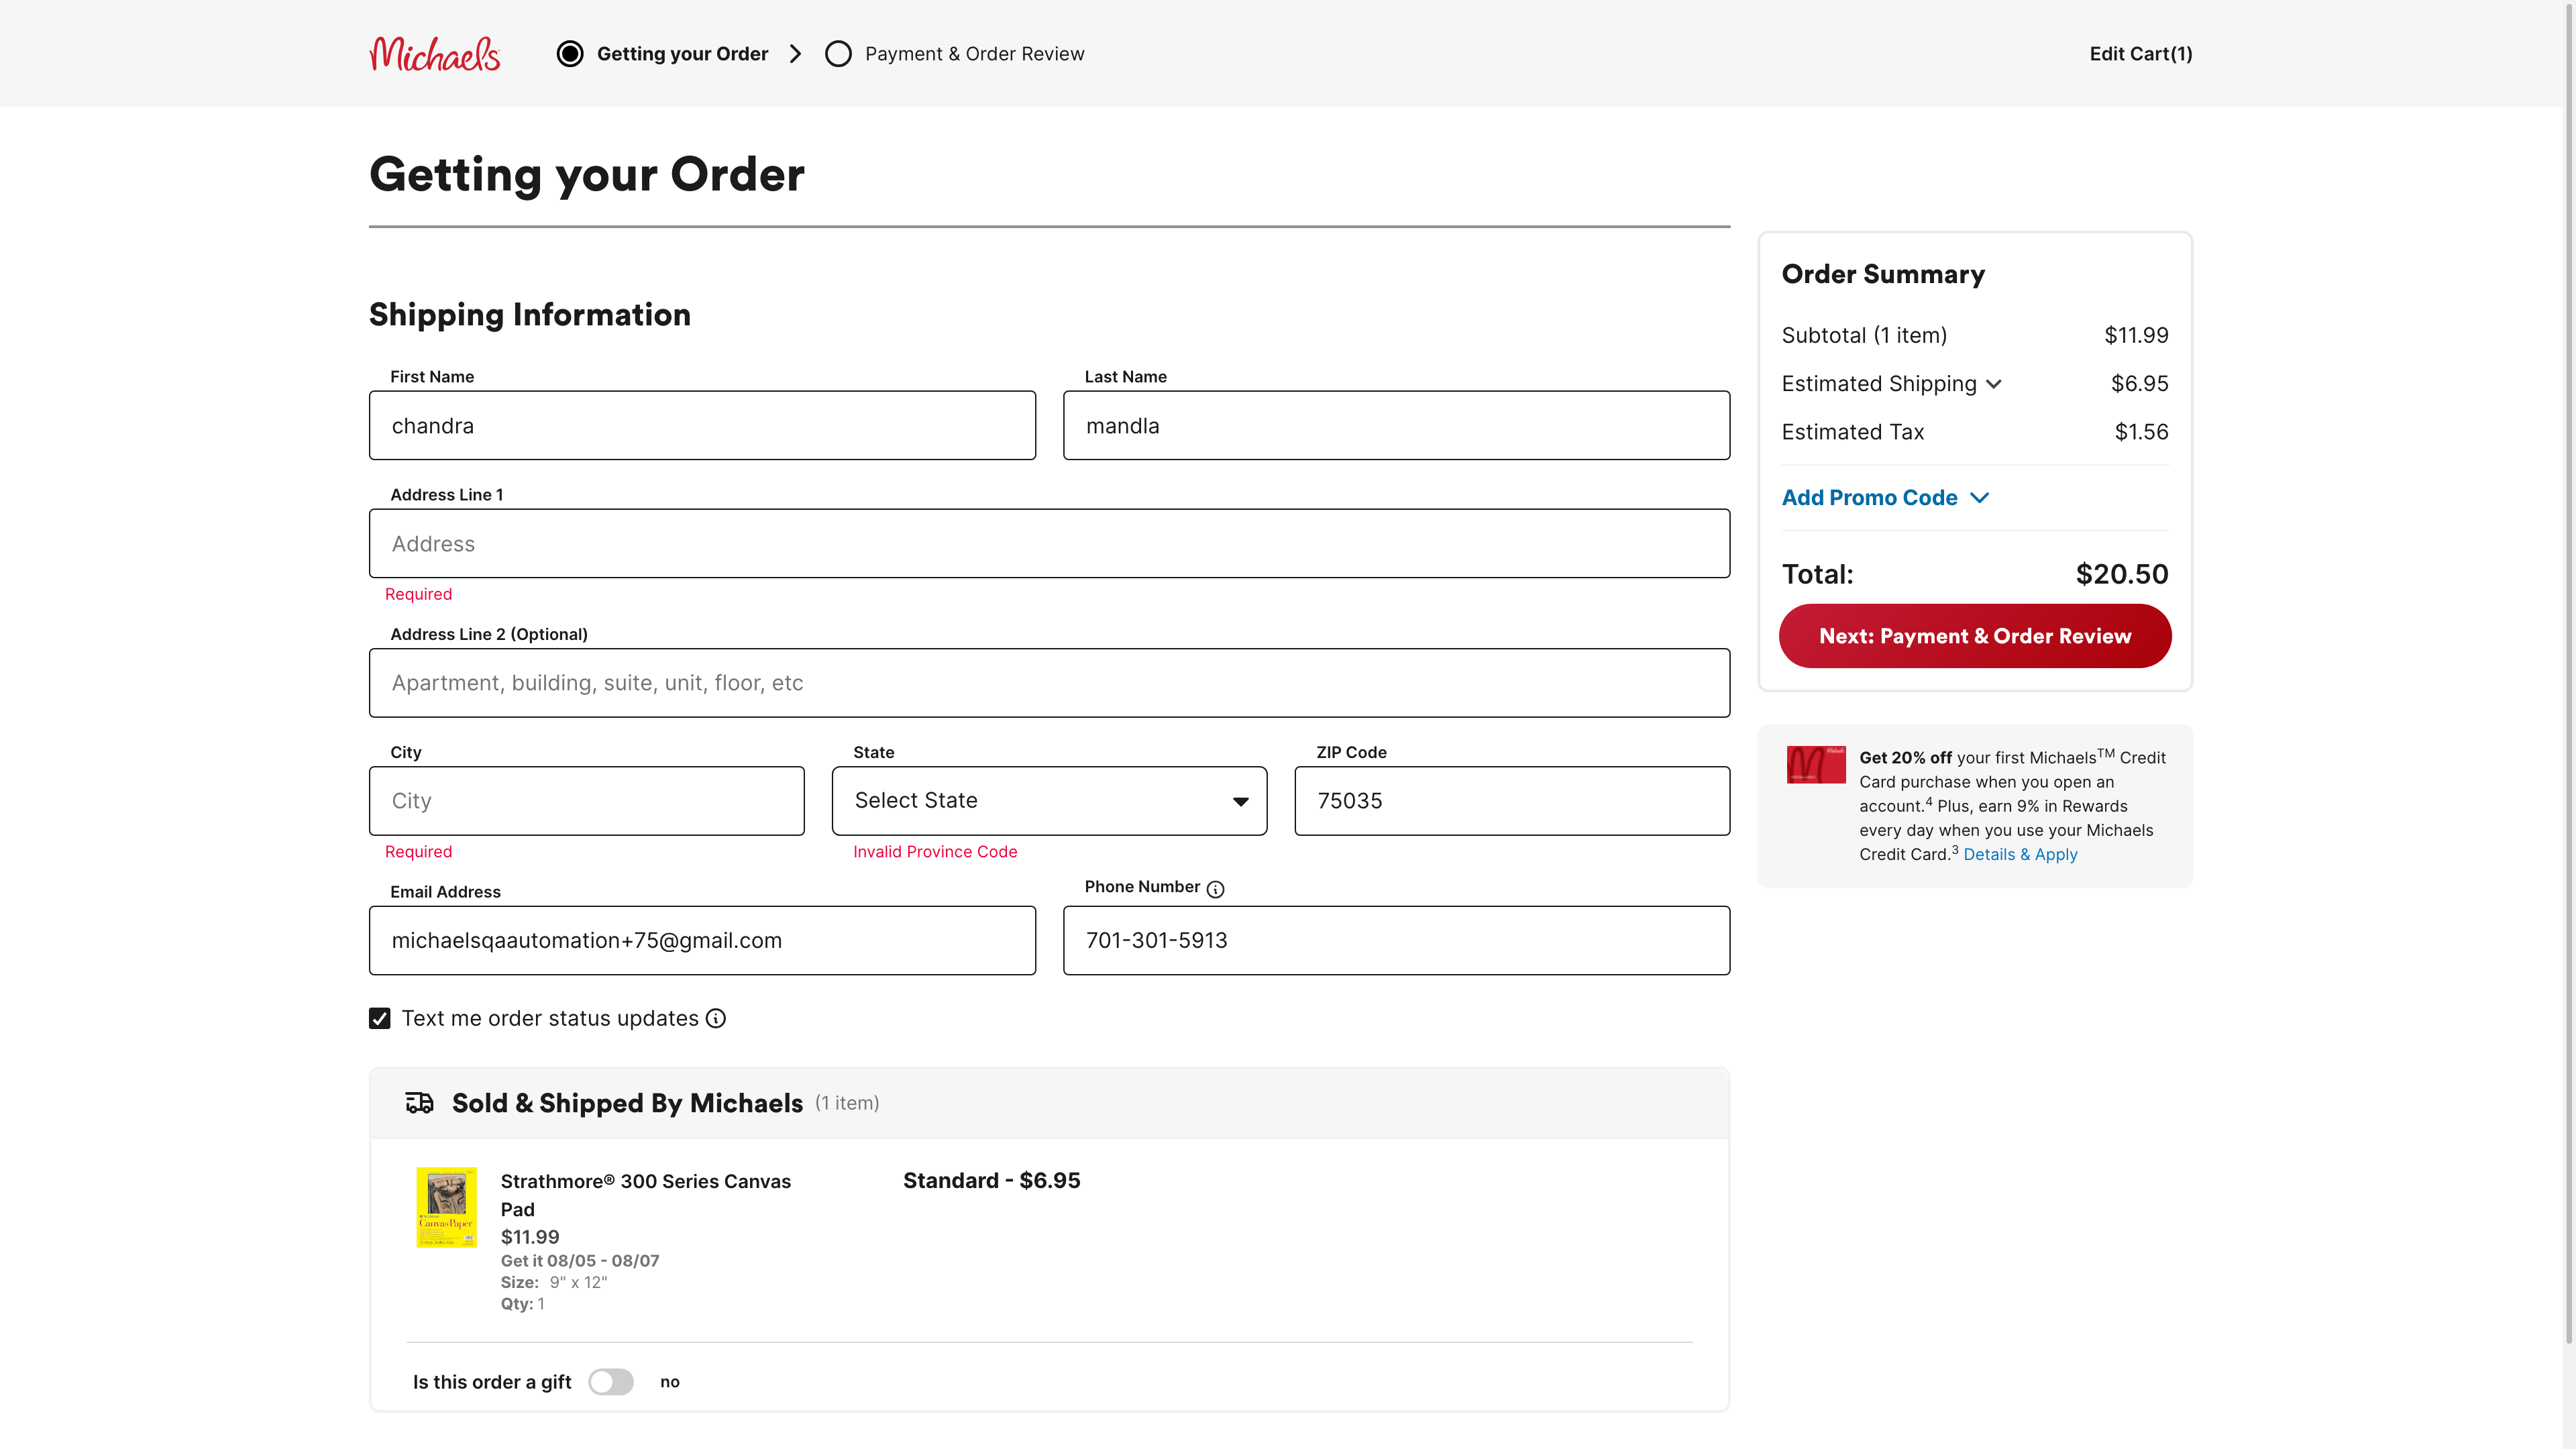 Michaels
Getting your Order
Payment & Order Review
Edit Cart(1)
Getting your Order
Shipping Information
First Name
Last Name
chandra
mandla
Address Line 1
Address
Required
Address Line 2 (Optional)
Apartment, building, suite, unit, floor, etc
City
State
ZIP Code
City
Select State
75035
Required
Invalid Province Code
Email Address
Phone Number
michaelsqaautomation+75@gmail.com
701-301-5913
Text me order status updates
Sold & Shipped By Michaels (1 item)
Strathmore® 300 Series Canvas
Pad
$11.99
Get it 08/05 - 08/07
Size: 9" x 12"
Qty: 1
Standard - $6.95
Canvas Paper
Is this order a gift
no
Order Summary
Subtotal (1 item) $11.99
Estimated Shipping $6.95
Estimated Tax $1.56
Add Promo Code
Total: $20.50
Next: Payment & Order Review
Get 20% off your first Michaels™ Credit
Card purchase when you open an
account.⁴ Plus, earn 9% in Rewards
every day when you use your Michaels
Credit Card.³ Details & Apply